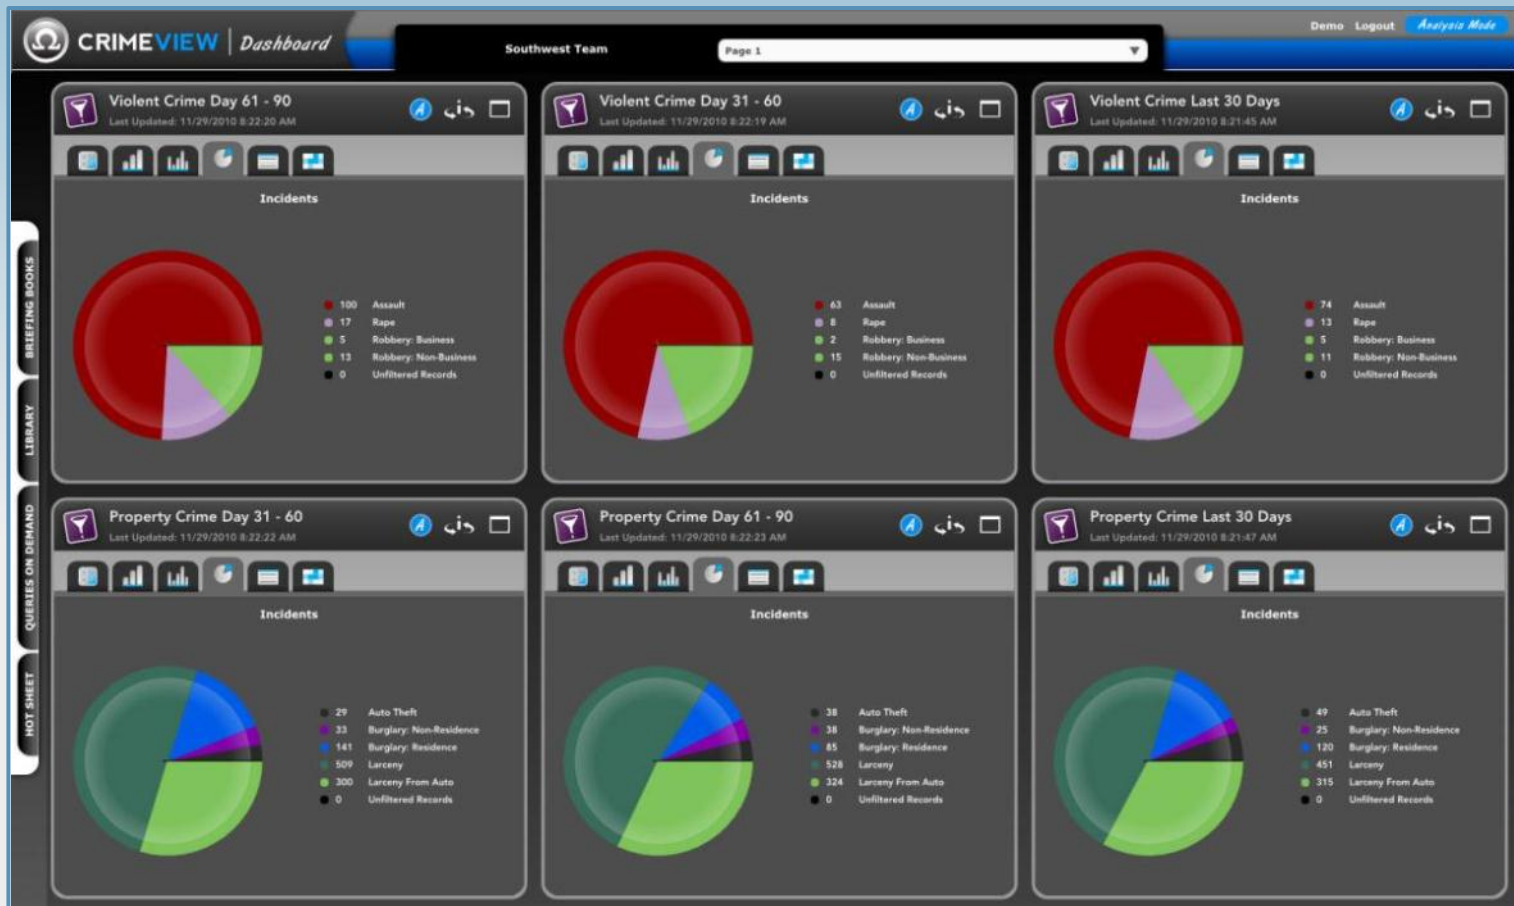 CRIMEVIEW | Dashboard
Southwest Team
Page 1
Demo Logout Analysis Mode
BRIEFING BOOKS
LIBRARY
QUERIES ON DEMAND
HOT SHEET
Violent Crime Day 61 - 90
Last Updated: 11/29/2010 8:22:20 AM
Incidents
100 Assault
17 Rape
5 Robbery: Business
13 Robbery: Non-Business
0 Unfiltered Records
Violent Crime Day 31 - 60
Last Updated: 11/29/2010 8:22:19 AM
Incidents
63 Assault
8 Rape
2 Robbery: Business
15 Robbery: Non-Business
0 Unfiltered Records
Violent Crime Last 30 Days
Last Updated: 11/29/2010 8:21:45 AM
Incidents
74 Assault
13 Rape
5 Robbery: Business
11 Robbery: Non-Business
0 Unfiltered Records
Property Crime Day 31 - 60
Last Updated: 11/29/2010 8:22:22 AM
Incidents
29 Auto Theft
33 Burglary: Non-Residence
141 Burglary: Residence
509 Larceny
300 Larceny From Auto
0 Unfiltered Records
Property Crime Day 61 - 90
Last Updated: 11/29/2010 8:22:23 AM
Incidents
38 Auto Theft
38 Burglary: Non-Residence
85 Burglary: Residence
528 Larceny
324 Larceny From Auto
0 Unfiltered Records
Property Crime Last 30 Days
Last Updated: 11/29/2010 8:21:47 AM
Incidents
49 Auto Theft
25 Burglary: Non-Residence
120 Burglary: Residence
451 Larceny
315 Larceny From Auto
0 Unfiltered Records